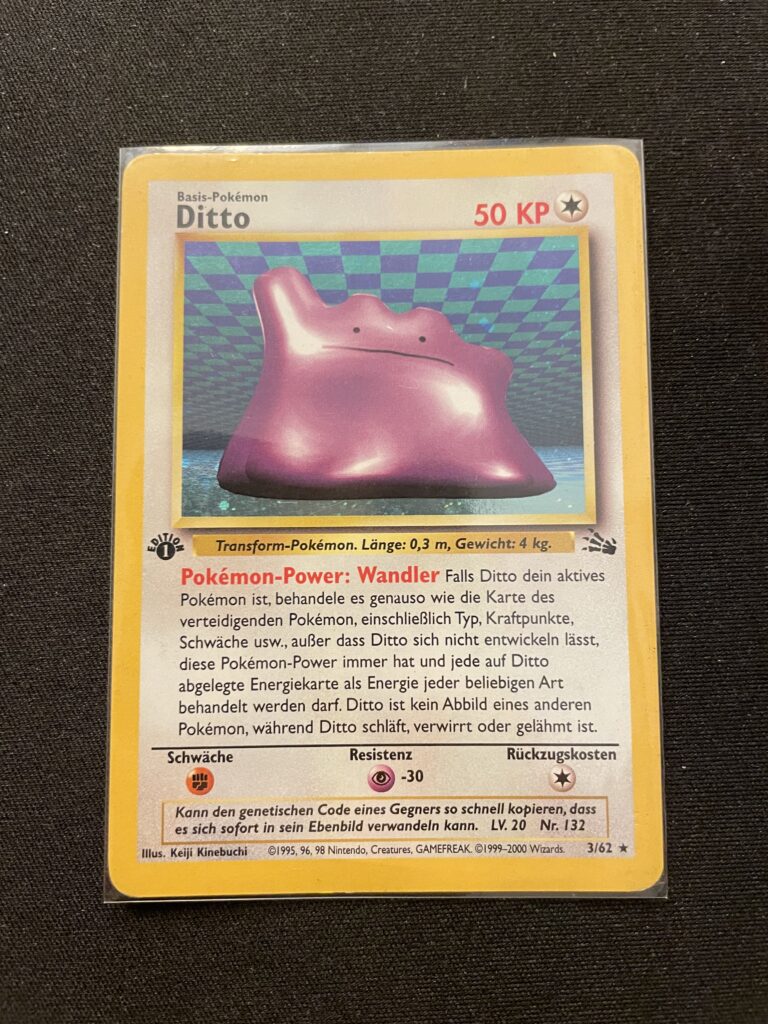 Basis-Pokémon
Ditto
50 KP
EDITION
1
Transform-Pokémon. Länge: 0,3 m, Gewicht: 4 kg.
Pokémon-Power: Wandler Falls Ditto dein aktives
Pokémon ist, behandele es genauso wie die Karte des
verteidigenden Pokémon, einschließlich Typ, Kraftpunkte,
Schwäche usw., außer dass Ditto sich nicht entwickeln lässt,
diese Pokémon-Power immer hat und jede auf Ditto
abgelegte Energiekarte als Energie jeder beliebigen Art
behandelt werden darf. Ditto ist kein Abbild eines anderen
Pokémon, während Ditto schläft, verwirrt oder gelähmt ist.
Schwäche Resistenz Rückzugskosten
-30
Kann den genetischen Code eines Gegners so schnell kopieren, dass
es sich sofort in sein Ebenbild verwandeln kann. LV. 20 Nr. 132
Illus. Keiji Kinebuchi ©1995, 96, 98 Nintendo, Creatures, GAMEFREAK. ©1999–2000 Wizards. 3/62 ★